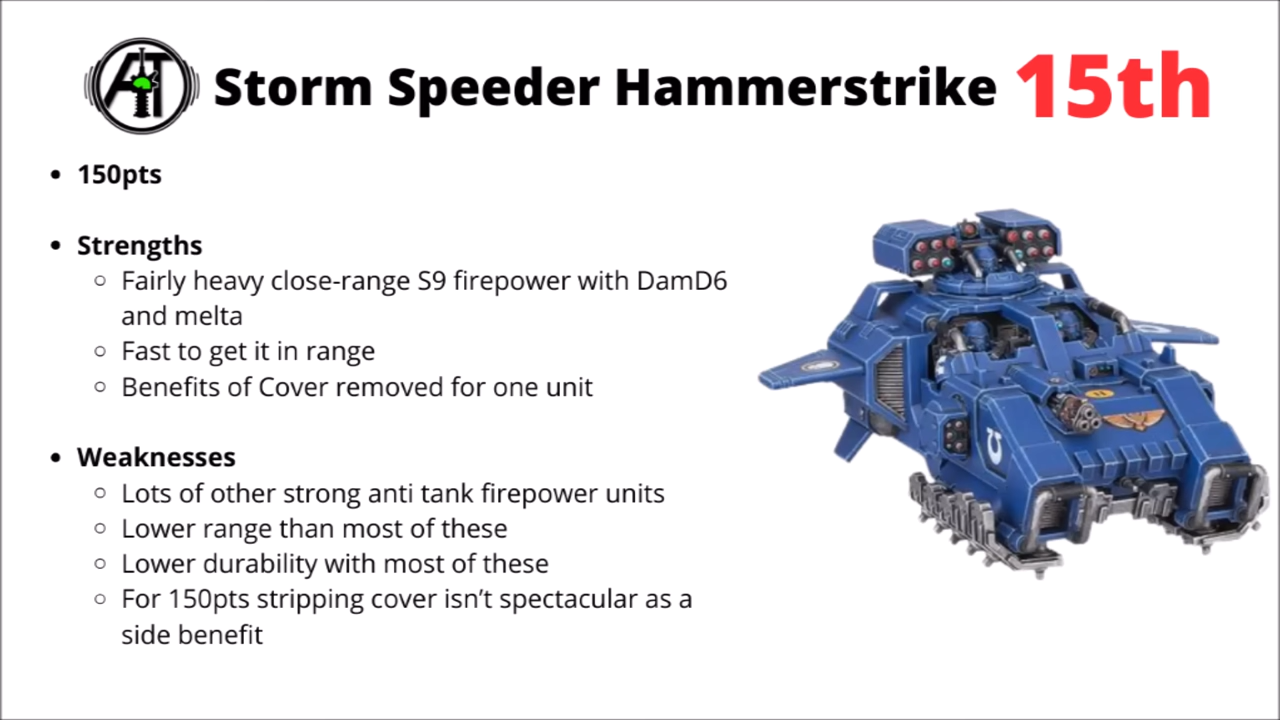 AT
Storm Speeder Hammerstrike 15th
• 150pts
• Strengths
○ Fairly heavy close-range S9 firepower with DamD6
and melta
○ Fast to get it in range
○ Benefits of Cover removed for one unit
• Weaknesses
○ Lots of other strong anti tank firepower units
○ Lower range than most of these
○ Lower durability with most of these
○ For 150pts stripping cover isn’t spectacular as a
side benefit